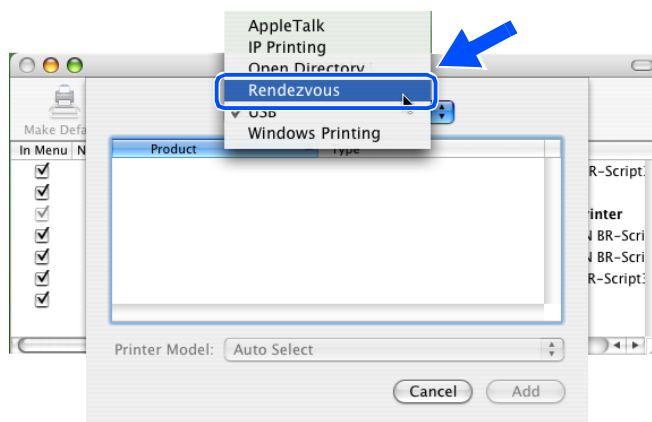 AppleTalk
IP Printing
Open Directory
Rendezvous
✓ USB
Windows Printing
Make Defa
In Menu N
Product Type
R-Script
inter
N BR-Scri
N BR-Scri
R-Script3
Printer Model: Auto Select
Cancel Add